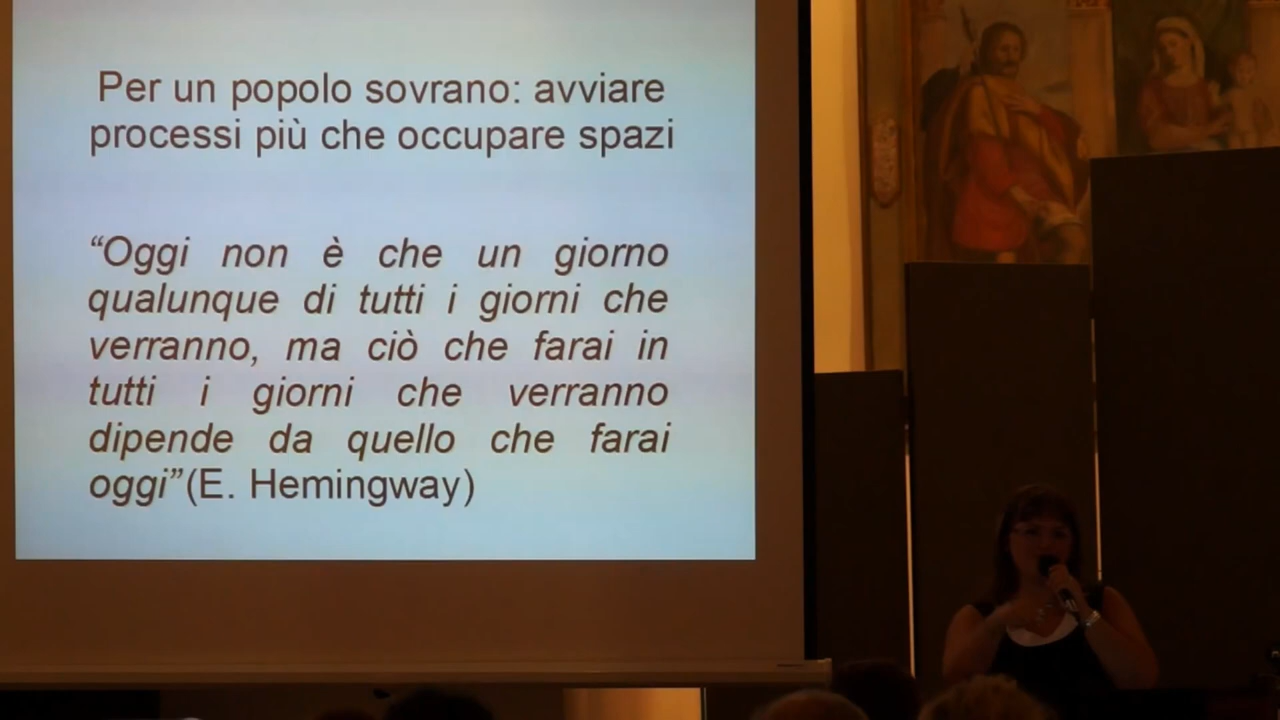 Per un popolo sovrano: avviare
processi più che occupare spazi
“Oggi non è che un giorno
qualunque di tutti i giorni che
verranno, ma ciò che farai in
tutti i giorni che verranno
dipende da quello che farai
oggi”(E. Hemingway)